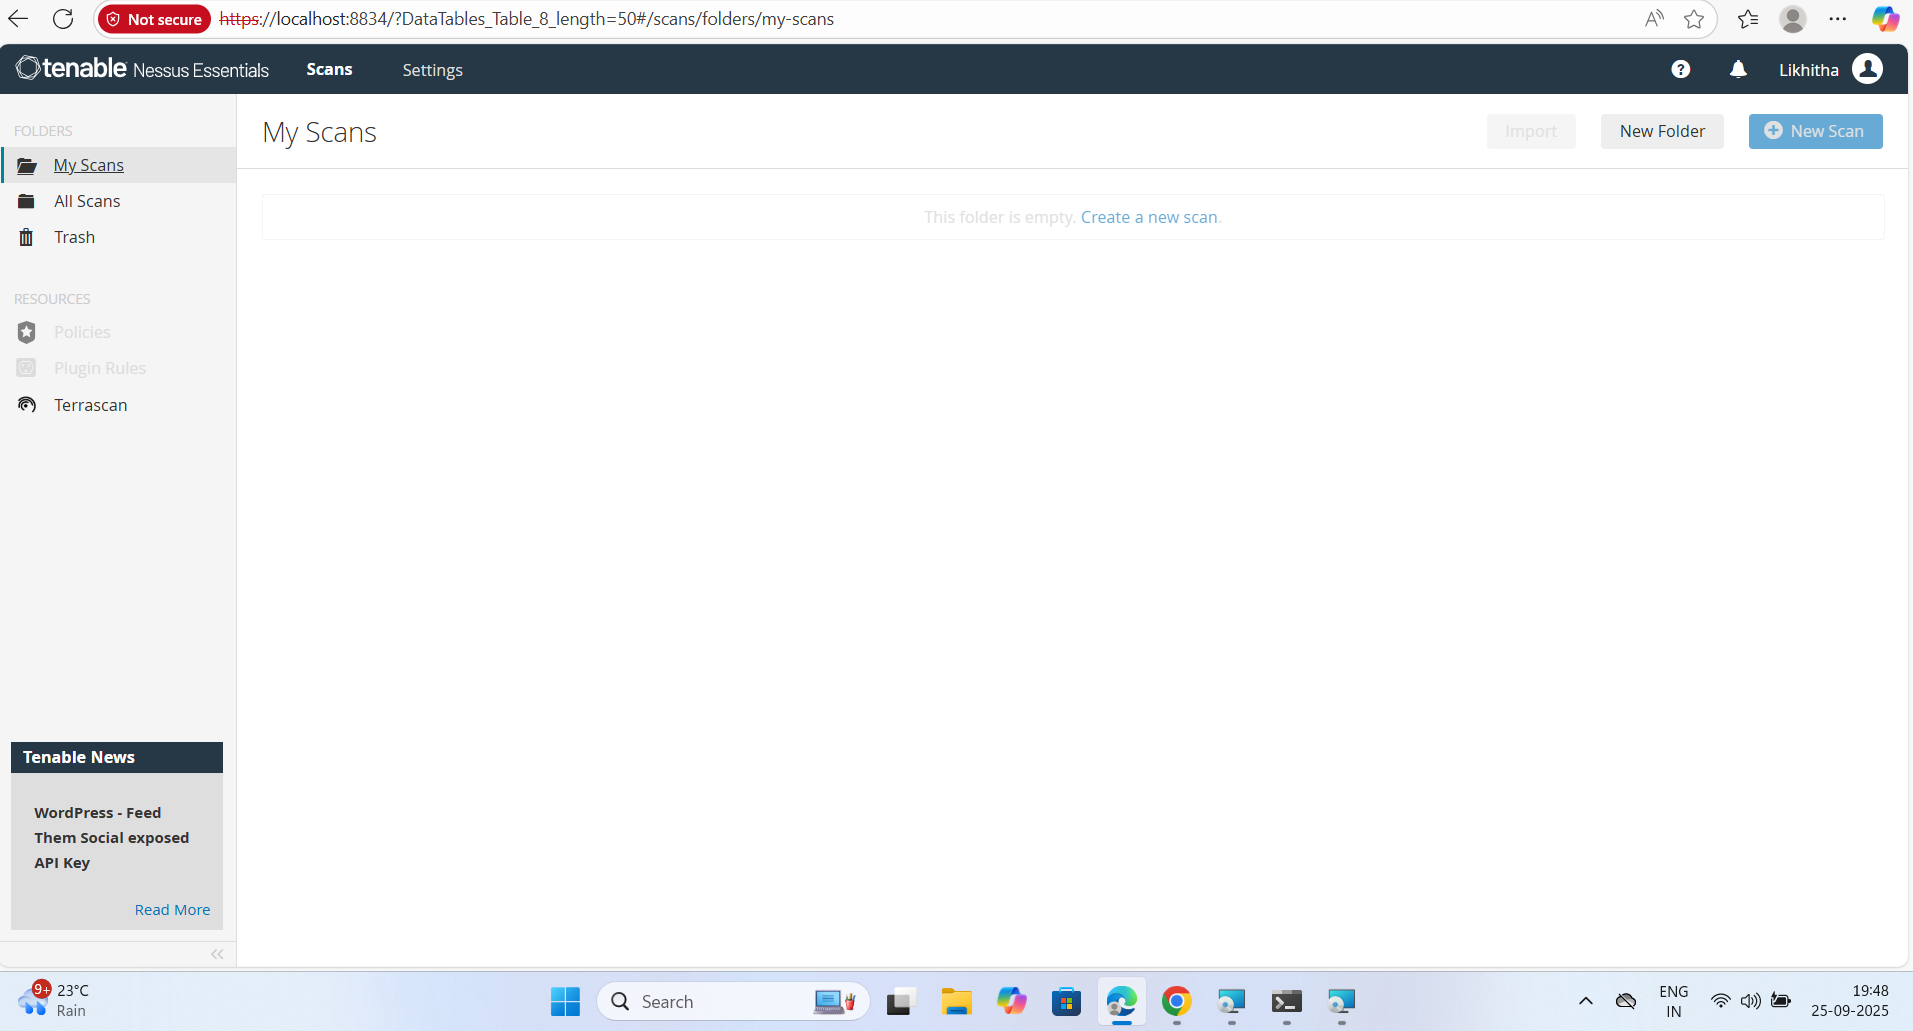 Not secure https://localhost:8834/?DataTables_Table_8_length=50#/scans/folders/my-scans
tenable Nessus Essentials Scans Settings Likhitha
FOLDERS
My Scans
All Scans
Trash
RESOURCES
Policies
Plugin Rules
Terrascan
My Scans Import New Folder New Scan
This folder is empty. Create a new scan.
Tenable News
WordPress - Feed
Them Social exposed
API Key
Read More
9+ 23°C
Rain
Search
ENG
IN
19:48
25-09-2025